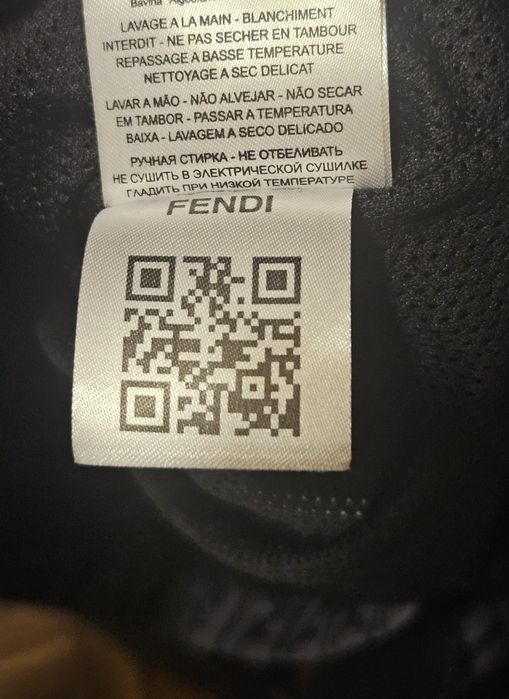 LAVAGE A LA MAIN - BLANCHIMENT
INTERDIT - NE PAS SECHER EN TAMBOUR
REPASSAGE A BASSE TEMPERATURE
NETTOYAGE A SEC DELICAT
LAVAR A MÃO - NÃO ALVEJAR - NÃO SECAR
EM TAMBOR - PASSAR A TEMPERATURA
BAIXA - LAVAGEM A SECO DELICADO
РУЧНАЯ СТИРКА - НЕ ОТБЕЛИВАТЬ
НЕ СУШИТЬ В ЭЛЕКТРИЧЕСКОЙ СУШИЛКЕ
ГЛАДИТЬ ПРИ НИЗКОЙ ТЕМПЕРАТУРЕ
FENDI